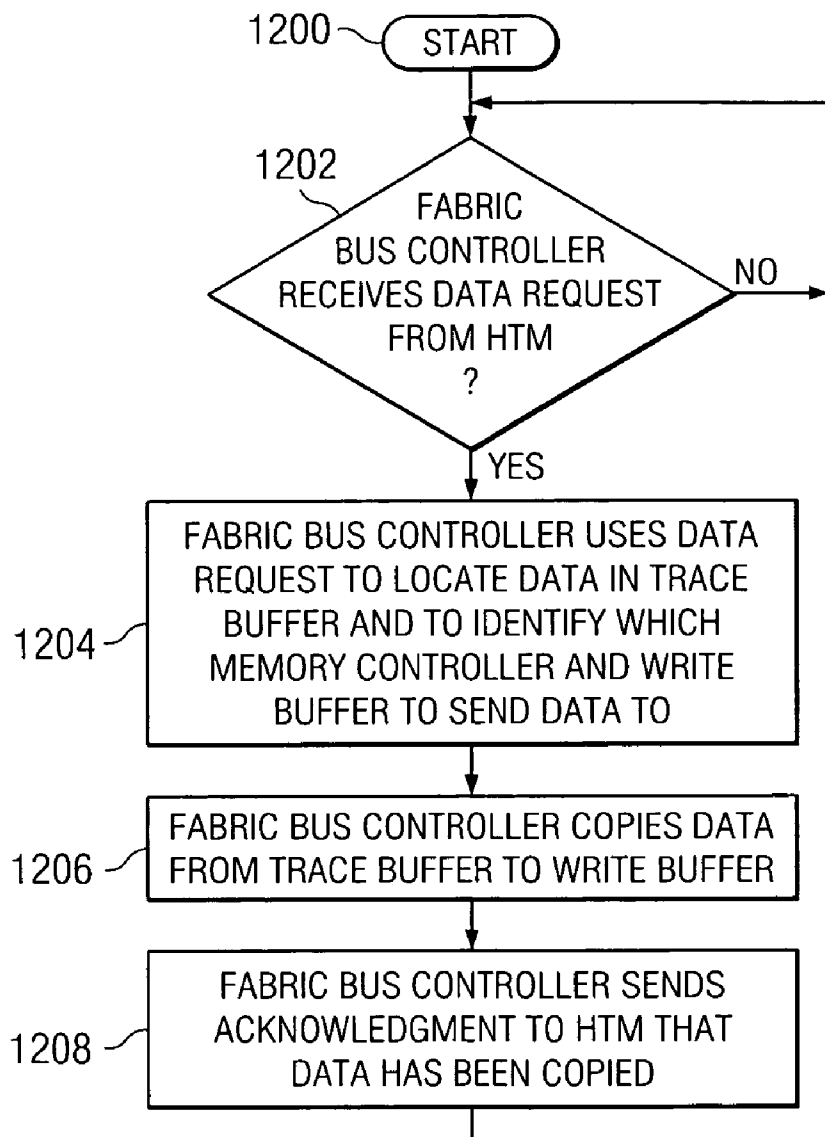 1200
START
1202
FABRIC
BUS CONTROLLER
RECEIVES DATA REQUEST
FROM HTM
?
NO
YES
1204
FABRIC BUS CONTROLLER USES DATA
REQUEST TO LOCATE DATA IN TRACE
BUFFER AND TO IDENTIFY WHICH
MEMORY CONTROLLER AND WRITE
BUFFER TO SEND DATA TO
1206
FABRIC BUS CONTROLLER COPIES DATA
FROM TRACE BUFFER TO WRITE BUFFER
1208
FABRIC BUS CONTROLLER SENDS
ACKNOWLEDGMENT TO HTM THAT
DATA HAS BEEN COPIED